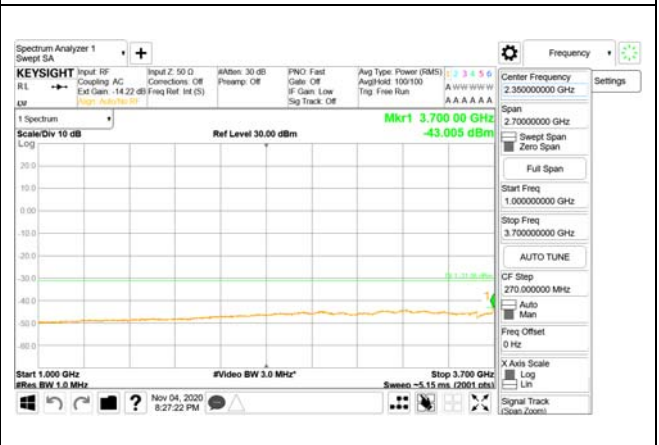 Spectrum Analyzer 1
Swept SA
Frequency
KEYSIGHT
RL
Input: RF
Coupling: AC
Ext Gain: -14.22 dB
Align: Auto/No RF
Input Z: 50 Ω
Corrections: Off
Freq Ref: Int (S)
#Atten: 30 dB
Preamp: Off
PNO: Fast
Gate: Off
IF Gain: Low
Sig Track: Off
Avg Type: Power (RMS)
Avg|Hold: 100/100
Trig: Free Run
1 2 3 4 5 6
A W W W W W
A A A A A A
Settings
1 Spectrum
Scale/Div 10 dB
Ref Level 30.00 dBm
Mkr1 3.700 00 GHz
-43.005 dBm
Log
20.0
10.0
0.00
-10.0
-20.0
-30.0
-40.0
-50.0
-60.0
1
Start 1.000 GHz
#Res BW 1.0 MHz
#Video BW 3.0 MHz*
Stop 3.700 GHz
Sweep ~5.15 ms (2001 pts)
Center Frequency
2.350000000 GHz
Span
2.70000000 GHz
Swept Span
Zero Span
Full Span
Start Freq
1.000000000 GHz
Stop Freq
3.700000000 GHz
AUTO TUNE
CF Step
270.000000 MHz
Auto
Man
Freq Offset
0 Hz
X Axis Scale
Log
Lin
Signal Track
(Span Zoom)
?
Nov 04, 2020
8:27:22 PM